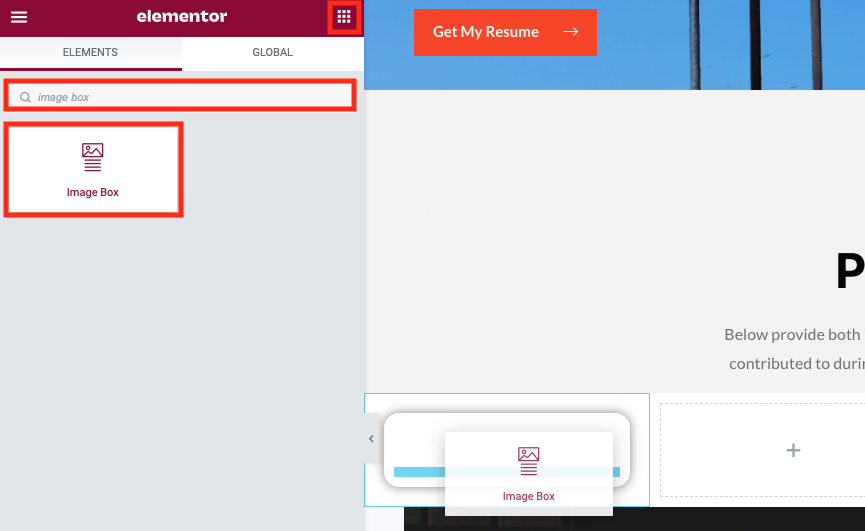 elementor
ELEMENTS
GLOBAL
image box
Image Box
Get My Resume
P
Below provide both
contributed to durin
Image Box